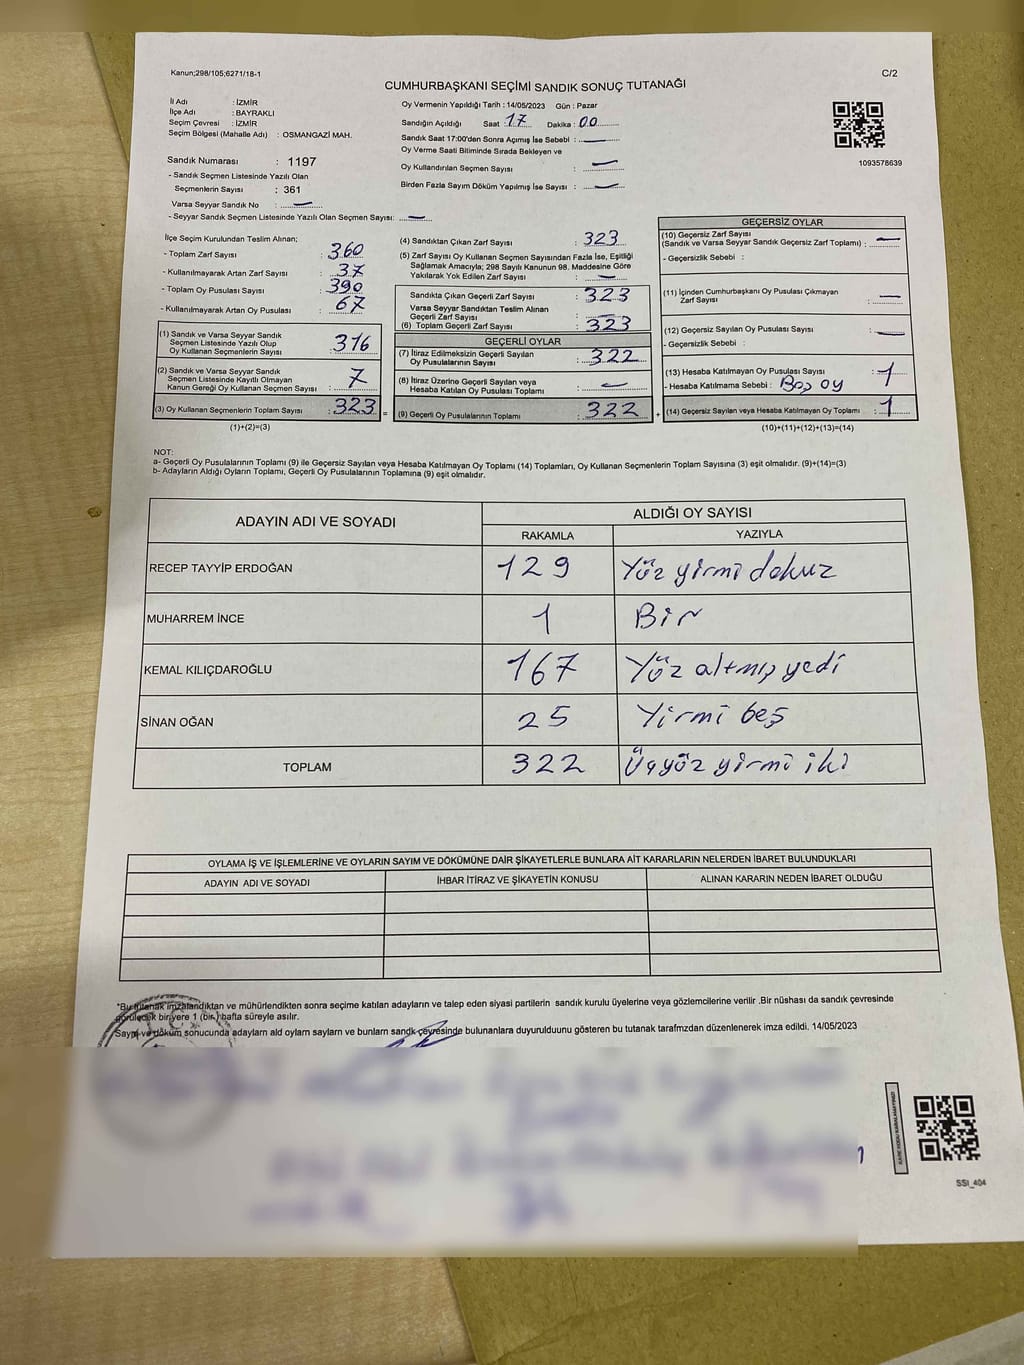 Kanun;298/105;6271/18-1
C/2
CUMHURBAŞKANI SEÇİMİ SANDIK SONUÇ TUTANAĞI
İl Adı : İZMİR
İlçe Adı : BAYRAKLI
Seçim Çevresi : İZMİR
Seçim Bölgesi (Mahalle Adı) : OSMANGAZİ MAH.
Sandık Numarası : 1197
- Sandık Seçmen Listesinde Yazılı Olan
Seçmenlerin Sayısı : 361
Varsa Seyyar Sandık No : —
- Seyyar Sandık Seçmen Listesinde Yazılı Olan Seçmen Sayısı: —
Oy Vermenin Yapıldığı Tarih : 14/05/2023 Gün : Pazar
Sandığın Açıldığı Saat 17 Dakika : 00
Sandık Saat 17:00'den Sonra Açımış İse Sebebi : —
Oy Verme Saati Bitiminde Sırada Bekleyen ve
Oy Kullandırılan Seçmen Sayısı : —
Birden Fazla Sayım Döküm Yapılmış İse Sayısı : —
1093578639
İlçe Seçim Kurulundan Teslim Alınan;
- Toplam Zarf Sayısı : 360
- Kullanılmayarak Artan Zarf Sayısı : 37
- Toplam Oy Pusulası Sayısı : 390
- Kullanılmayarak Artan Oy Pusulası : 67
(1) Sandık ve Varsa Seyyar Sandık
Seçmen Listesinde Yazılı Olup
Oy Kullanan Seçmenlerin Sayısı : 316
(2) Sandık ve Varsa Seyyar Sandık
Seçmen Listesinde Kayıtlı Olmayan
Kanun Gereği Oy Kullanan Seçmen Sayısı : 7
(3) Oy Kullanan Seçmenlerin Toplam Sayısı : 323 =
(1)+(2)=(3)
(4) Sandıktan Çıkan Zarf Sayısı : 323
(5) Zarf Sayısı Oy Kullanan Seçmen Sayısından Fazla İse, Eşitliği
Sağlamak Amacıyla; 298 Sayılı Kanunun 98. Maddesine Göre
Yakılarak Yok Edilen Zarf Sayısı : —
Sandıkta Çıkan Geçerli Zarf Sayısı : 323
Varsa Seyyar Sandıktan Teslim Alınan
Geçerli Zarf Sayısı : —
(6) Toplam Geçerli Zarf Sayısı : 323
GEÇERLİ OYLAR
(7) İtiraz Edilmeksizin Geçerli Sayılan
Oy Pusulalarının Sayısı : 322
(8) İtiraz Üzerine Geçerli Sayılan veya
Hesaba Katılan Oy Pusulası Toplamı : —
(9) Geçerli Oy Pusulalarının Toplamı : 322 +
GEÇERSİZ OYLAR
(10) Geçersiz Zarf Sayısı
(Sandık ve Varsa Seyyar Sandık Geçersiz Zarf Toplamı) : —
- Geçersizlik Sebebi :
(11) İçinden Cumhurbaşkanı Oy Pusulası Çıkmayan
Zarf Sayısı : —
(12) Geçersiz Sayılan Oy Pusulası Sayısı : —
- Geçersizlik Sebebi :
(13) Hesaba Katılmayan Oy Pusulası Sayısı : 1
- Hesaba Katılmama Sebebi : Boş oy
(14) Geçersiz Sayılan veya Hesaba Katılmayan Oy Toplamı : 1
(10)+(11)+(12)+(13)=(14)
NOT:
a- Geçerli Oy Pusulalarının Toplamı (9) ile Geçersiz Sayılan veya Hesaba Katılmayan Oy Toplamı (14) Toplamları, Oy Kullanan Seçmenlerin Toplam Sayısına (3) eşit olmalıdır. (9)+(14)=(3)
b- Adayların Aldığı Oyların Toplamı, Geçerli Oy Pusulalarının Toplamına (9) eşit olmalıdır.
ADAYIN ADI VE SOYADI ALDIĞI OY SAYISI
RAKAMLA YAZIYLA
RECEP TAYYİP ERDOĞAN 129 Yüz yirmi dokuz
MUHARREM İNCE 1 Bir
KEMAL KILIÇDAROĞLU 167 Yüz altmış yedi
SİNAN OĞAN 25 Yirmi beş
TOPLAM 322 Üçyüz yirmi iki
OYLAMA İŞ VE İŞLEMLERİNE VE OYLARIN SAYIM VE DÖKÜMÜNE DAİR ŞİKAYETLERLE BUNLARA AİT KARARLARIN NELERDEN İBARET BULUNDUKLARI
ADAYIN ADI VE SOYADI İHBAR İTİRAZ VE ŞİKAYETİN KONUSU ALINAN KARARIN NEDEN İBARET OLDUĞU
*Bu tutanak imzalandıktan ve mühürlendikten sonra seçime katılan adayların ve talep eden siyasi partilerin sandık kurulu üyelerine veya gözlemcilerine verilir .Bir nüshası da sandık çevresinde
görülecek bir yere 1 (bir.) hafta süreyle asılır.
Sayım ve döküm sonucunda adayların ald oyların sayları ve bunların sandk çevresinde bulunanlara duyurulduunu gösteren bu tutanak tarafmzdan düzenlenerek imza edildi. 14/05/2023
SSI_404